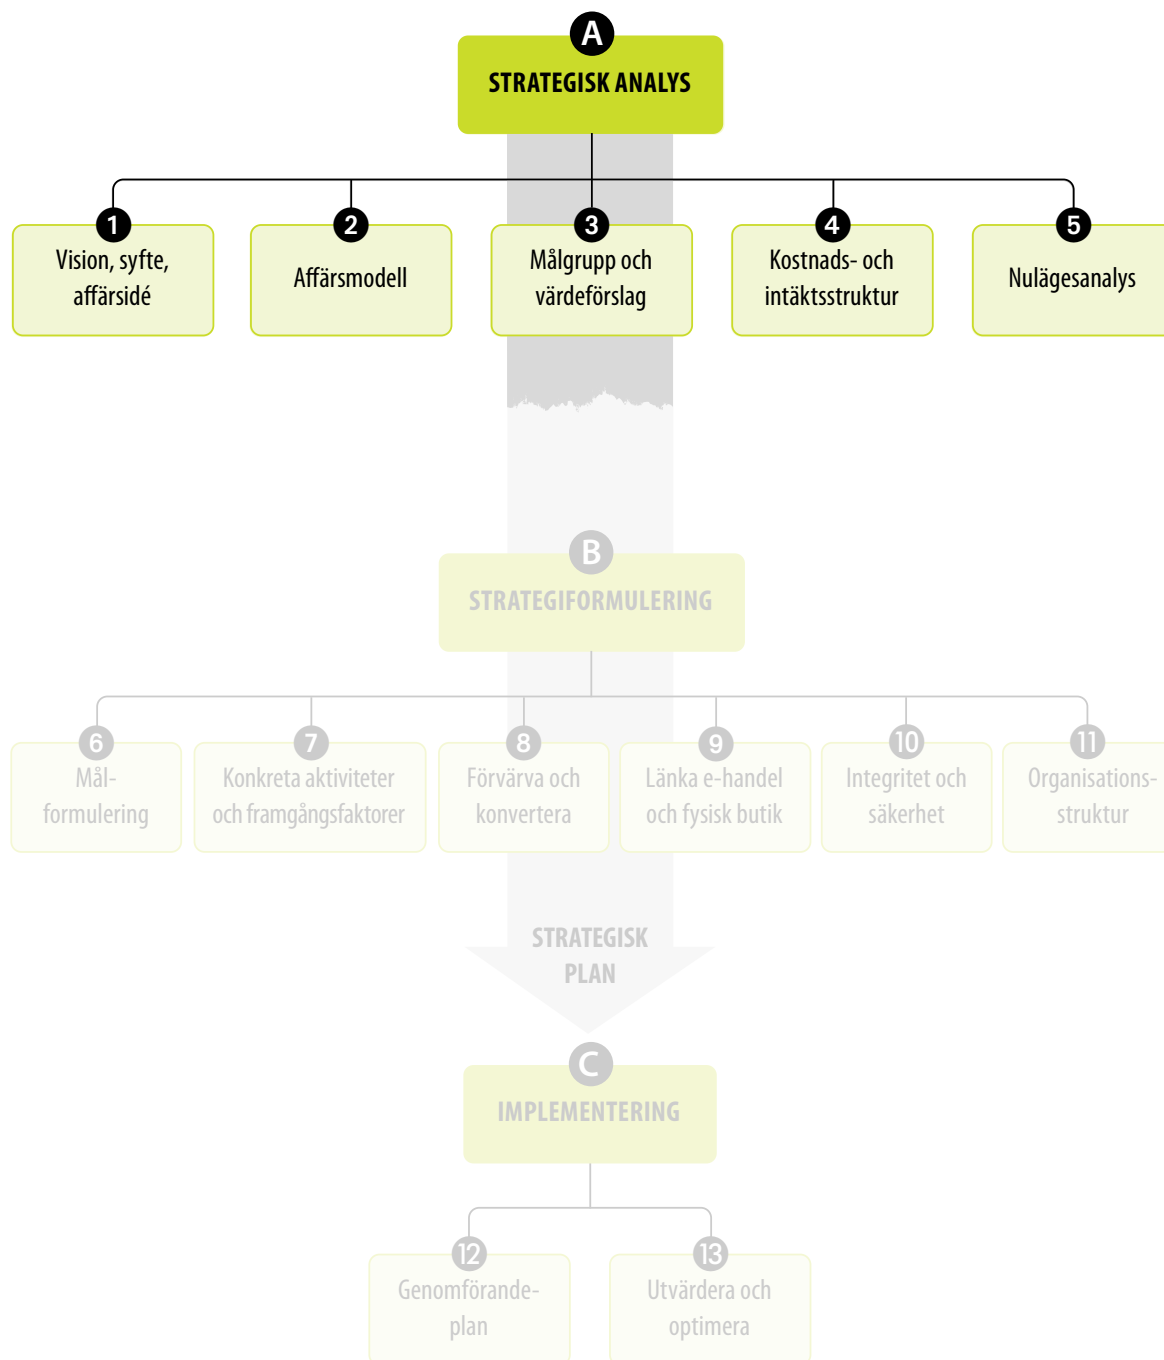 A
STRATEGISK ANALYS
1
Vision, syfte,
affärsidé
2
Affärsmodell
3
Målgrupp och
värdeförslag
4
Kostnads- och
intäktsstruktur
5
Nulägesanalys
B
STRATEGIFORMULERING
6
Mål-
formulering
7
Konkreta aktiviteter
och framgångsfaktorer
8
Förvärva och
konvertera
9
Länka e-handel
och fysisk butik
10
Integritet och
säkerhet
11
Organisations-
struktur
STRATEGISK
PLAN
C
IMPLEMENTERING
12
Genomförande-
plan
13
Utvärdera och
optimera